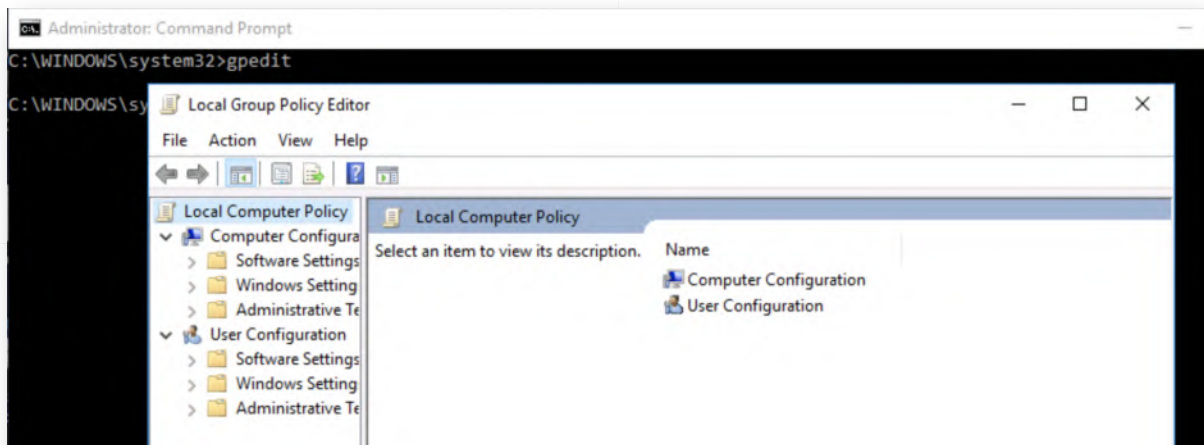 Administrator: Command Prompt
C:\WINDOWS\system32>gpedit
C:\WINDOWS\sy
Local Group Policy Editor
File Action View Help
Local Computer Policy
Computer Configura
Software Settings
Windows Setting
Administrative Te
User Configuration
Software Settings
Windows Setting
Administrative Te
Local Computer Policy
Select an item to view its description.
Name
Computer Configuration
User Configuration